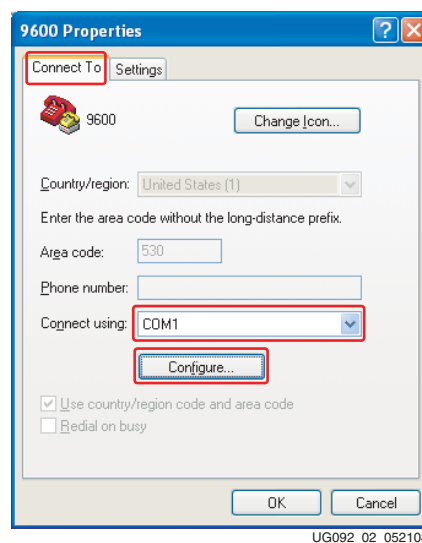 9600 Properties
Connect To Settings
9600 Change Icon...
Country/region: United States (1)
Enter the area code without the long-distance prefix.
Area code: 530
Phone number:
Connect using: COM1
Configure...
Use country/region code and area code
Redial on busy
OK Cancel